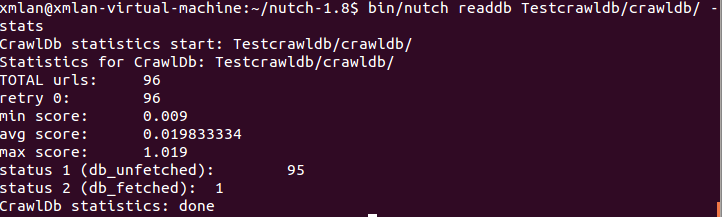 xmlan@xmlan-virtual-machine:~/nutch-1.8$ bin/nutch readdb Testcrawldb/crawldb/ -
stats
CrawlDb statistics start: Testcrawldb/crawldb/
Statistics for CrawlDb: Testcrawldb/crawldb/
TOTAL urls:     96
retry 0:        96
min score:      0.009
avg score:      0.019833334
max score:      1.019
status 1 (db_unfetched):        95
status 2 (db_fetched):  1
CrawlDb statistics: done